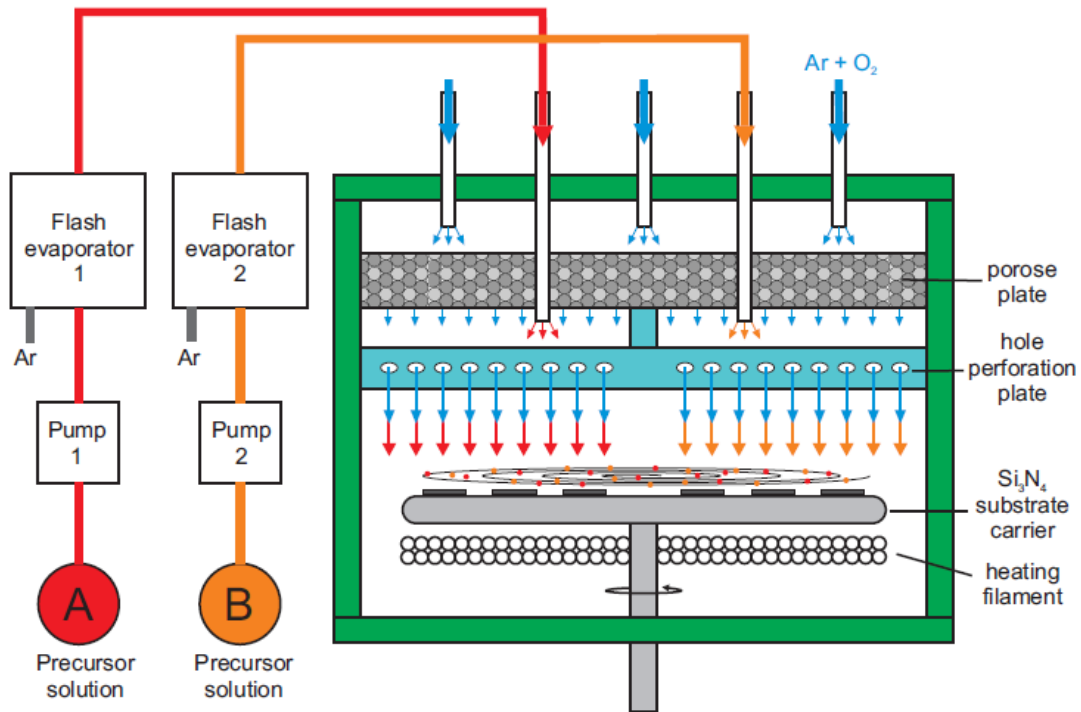 Ar + O₂
Flash
evaporator
1
Flash
evaporator
2
porose
plate
Ar
Ar
hole
perforation
plate
Pump
1
Pump
2
Si₃N₄
substrate
carrier
heating
filament
A
B
Precursor
solution
Precursor
solution